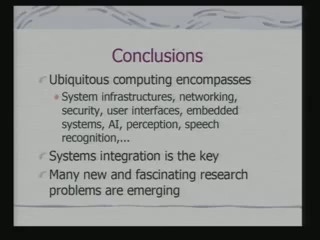 Conclusions
Ubiquitous computing encompasses
System infrastructures, networking,
security, user interfaces, embedded
systems, AI, perception, speech
recognition,...
Systems integration is the key
Many new and fascinating research
problems are emerging